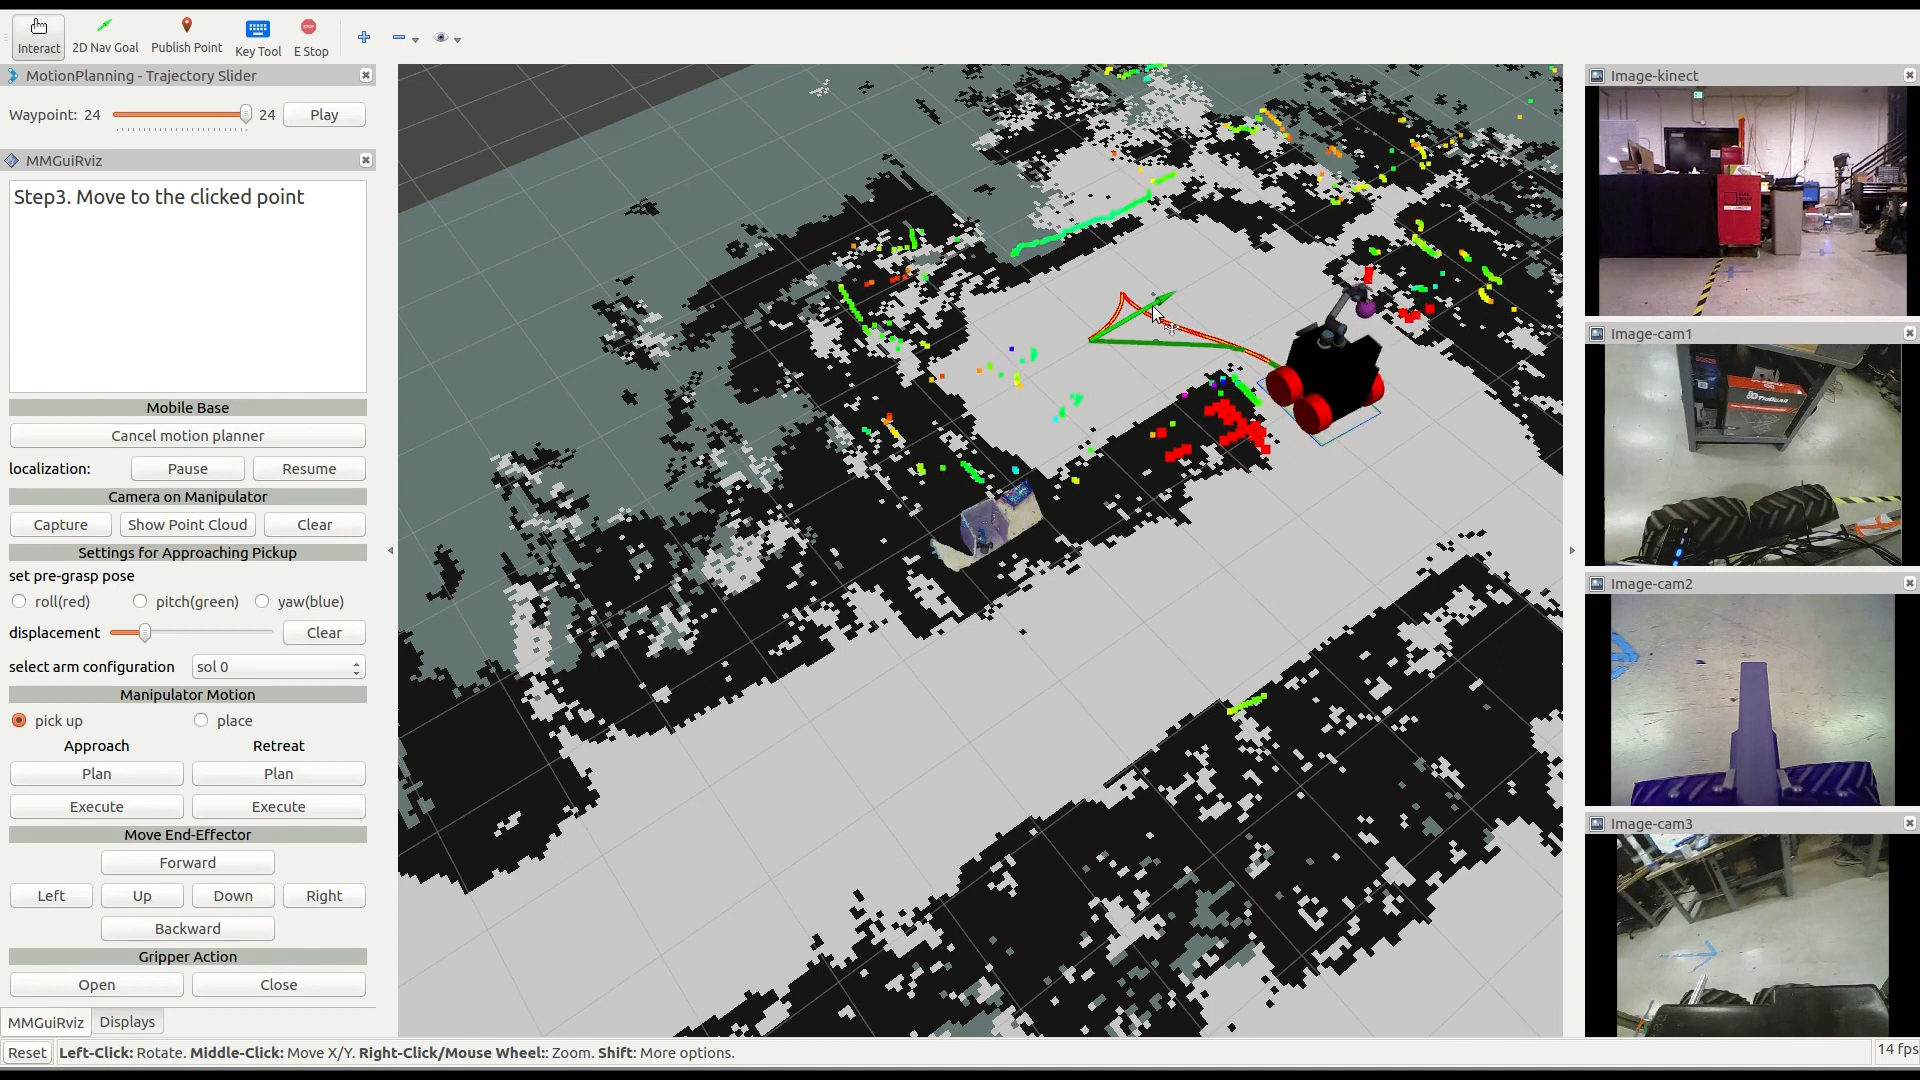 Interact
2D Nav Goal
Publish Point
Key Tool
E Stop
MotionPlanning - Trajectory Slider
Waypoint: 24 24 Play
MMGuiRviz
Step3. Move to the clicked point
Mobile Base
Cancel motion planner
localization: Pause Resume
Camera on Manipulator
Capture Show Point Cloud Clear
Settings for Approaching Pickup
set pre-grasp pose
roll(red) pitch(green) yaw(blue)
displacement Clear
select arm configuration sol 0
Manipulator Motion
pick up place
Approach Retreat
Plan Plan
Execute Execute
Move End-Effector
Forward
Left Up Down Right
Backward
Gripper Action
Open Close
MMGuiRviz Displays
Reset Left-Click: Rotate. Middle-Click: Move X/Y. Right-Click/Mouse Wheel:: Zoom. Shift: More options. 14 fps
Image-kinect
Image-cam1
Image-cam2
Image-cam3